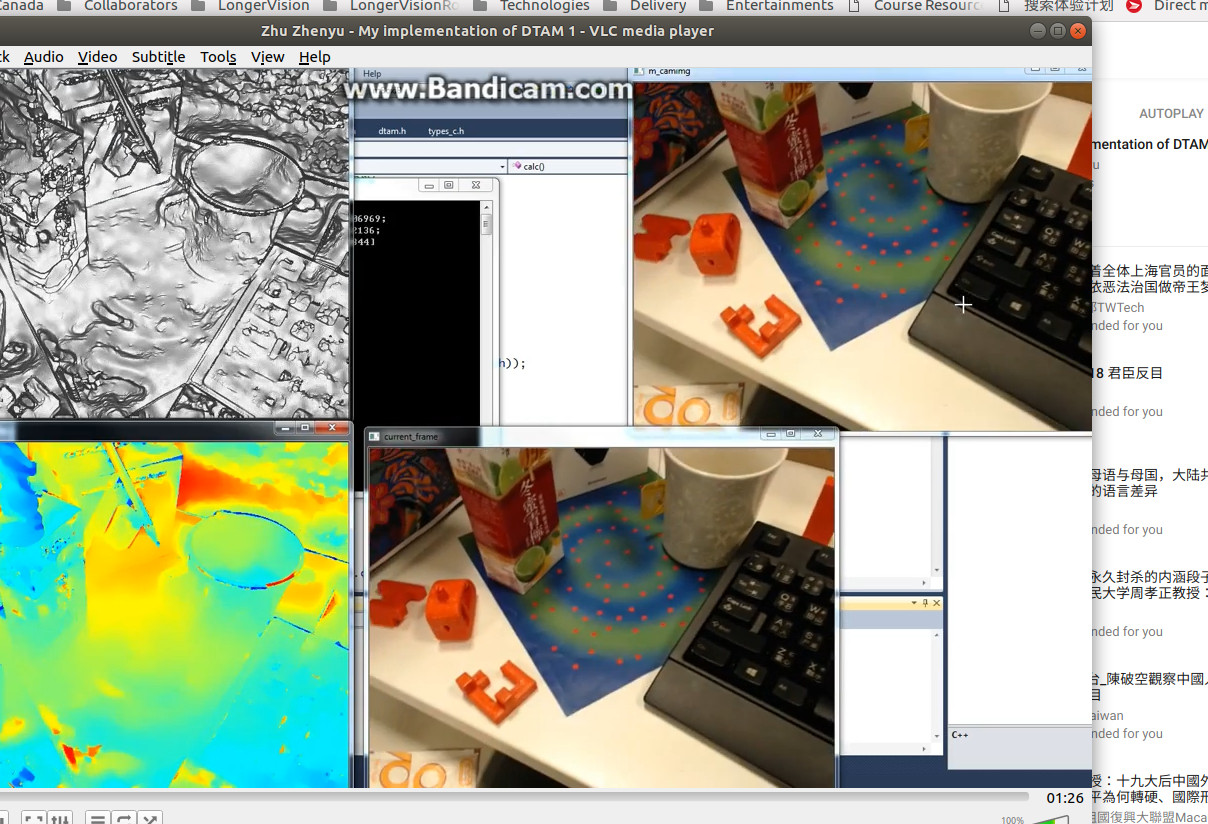 Canada Collaborators LongerVision LongerVisionRo Technologies Delivery Entertainments Course Resourc 搜索体验计划 Direct m
Zhu Zhenyu - My implementation of DTAM 1 - VLC media player
ck Audio Video Subtitle Tools View Help
Help
www.Bandicam.com
m_camimg
dtam.h types_c.h
calc()
36969;
2136;
344]
h));
current_frame
do
do
C++
AUTOPLAY
mentation of DTAM
u
着全体上海官员的面
依恶法治国做帝王梦
TWTech
nded for you
18 君臣反目
nded for you
母语与母国，大陆共
的语言差异
nded for you
永久封杀的内涵段子
民大学周孝正教授：
nded for you
台_陳破空觀察中國人
目
aiwan
nded for you
授：十九大后中國外
平為何轉硬、國際刑
國復興大聯盟Maca
01:26
100%